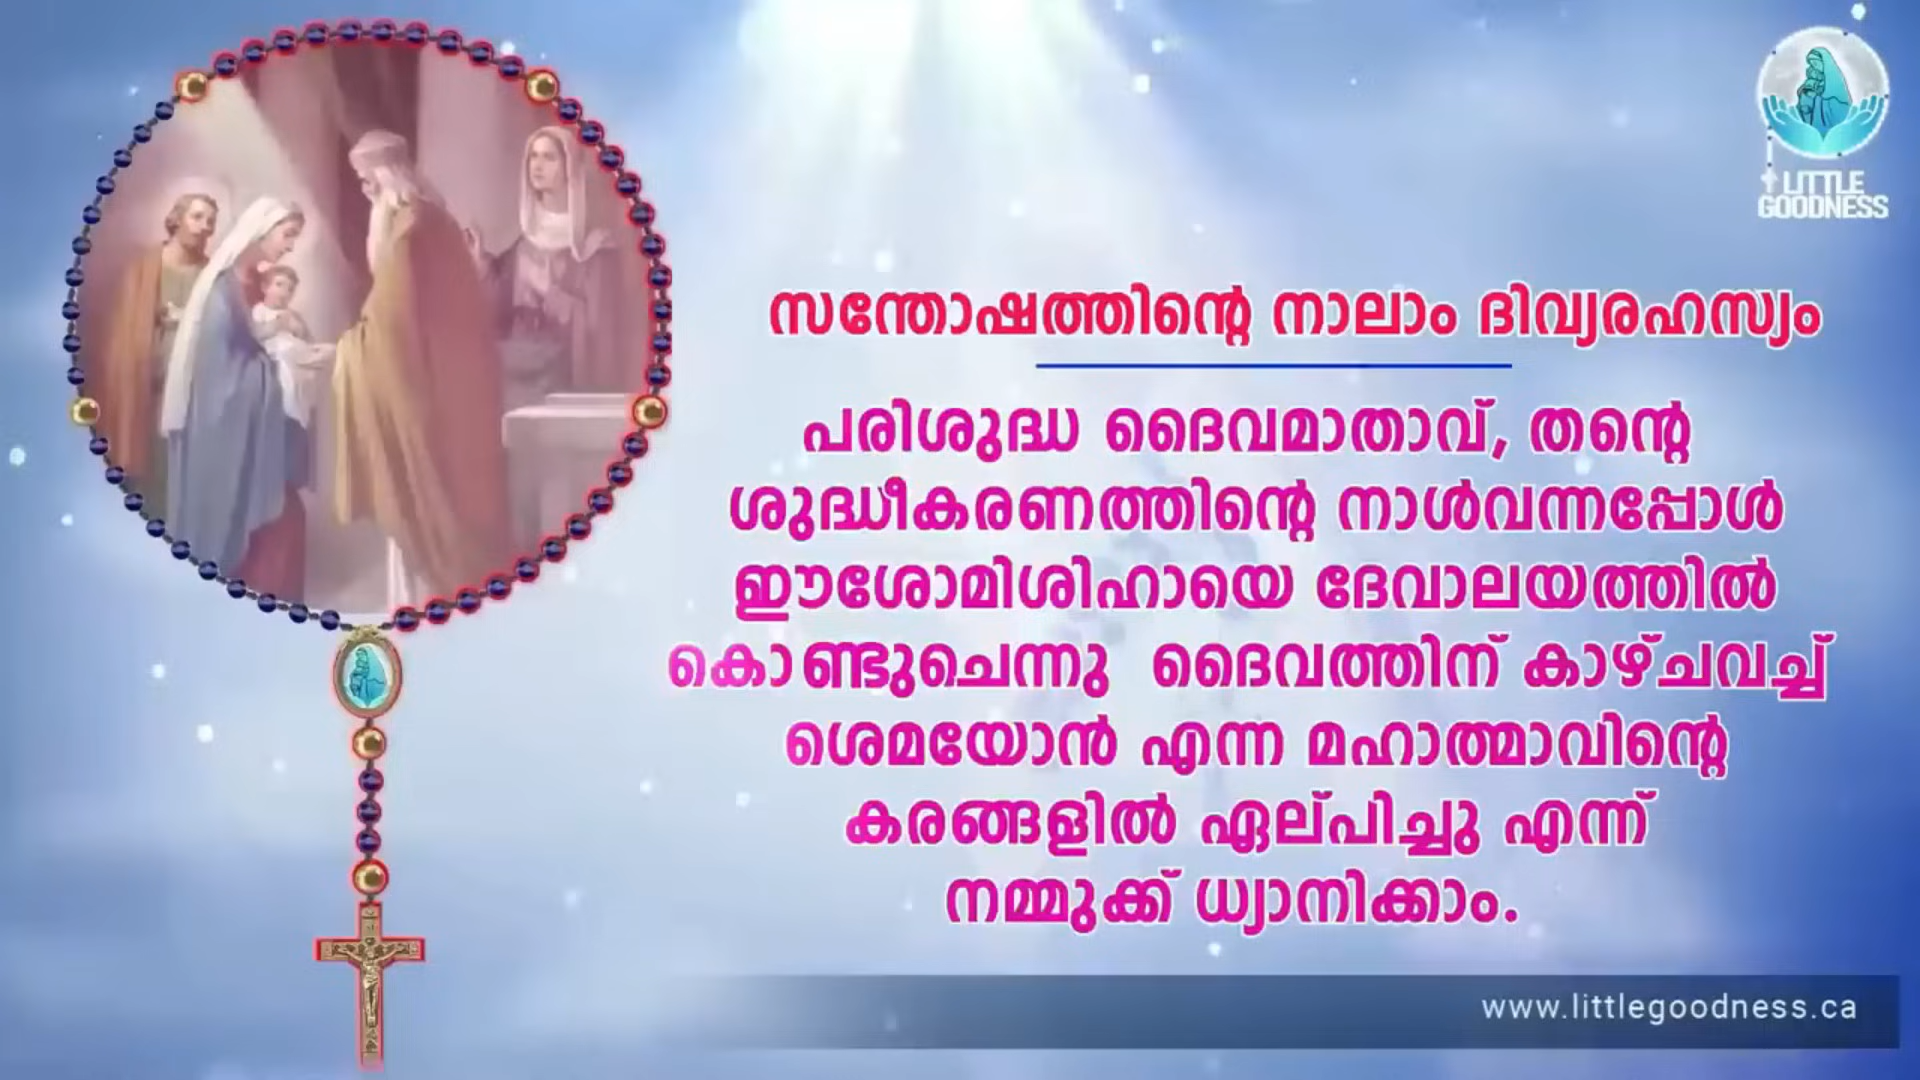 LITTLE
GOODNESS
സന്തോഷത്തിന്റെ നാലാം ദിവ്യരഹസ്യം
പരിശുദ്ധ ദൈവമാതാവ്, തന്റെ
ശുദ്ധീകരണത്തിന്റെ നാൾവന്നപ്പോൾ
ഈശോമിശിഹായെ ദേവാലയത്തിൽ
കൊണ്ടുചെന്നു ദൈവത്തിന് കാഴ്ചവച്ച്
ശെമയോൻ എന്ന മഹാത്മാവിന്റെ
കരങ്ങളിൽ ഏല്പിച്ചു എന്ന്
നമ്മുക്ക് ധ്യാനിക്കാം.
www.littlegoodness.ca